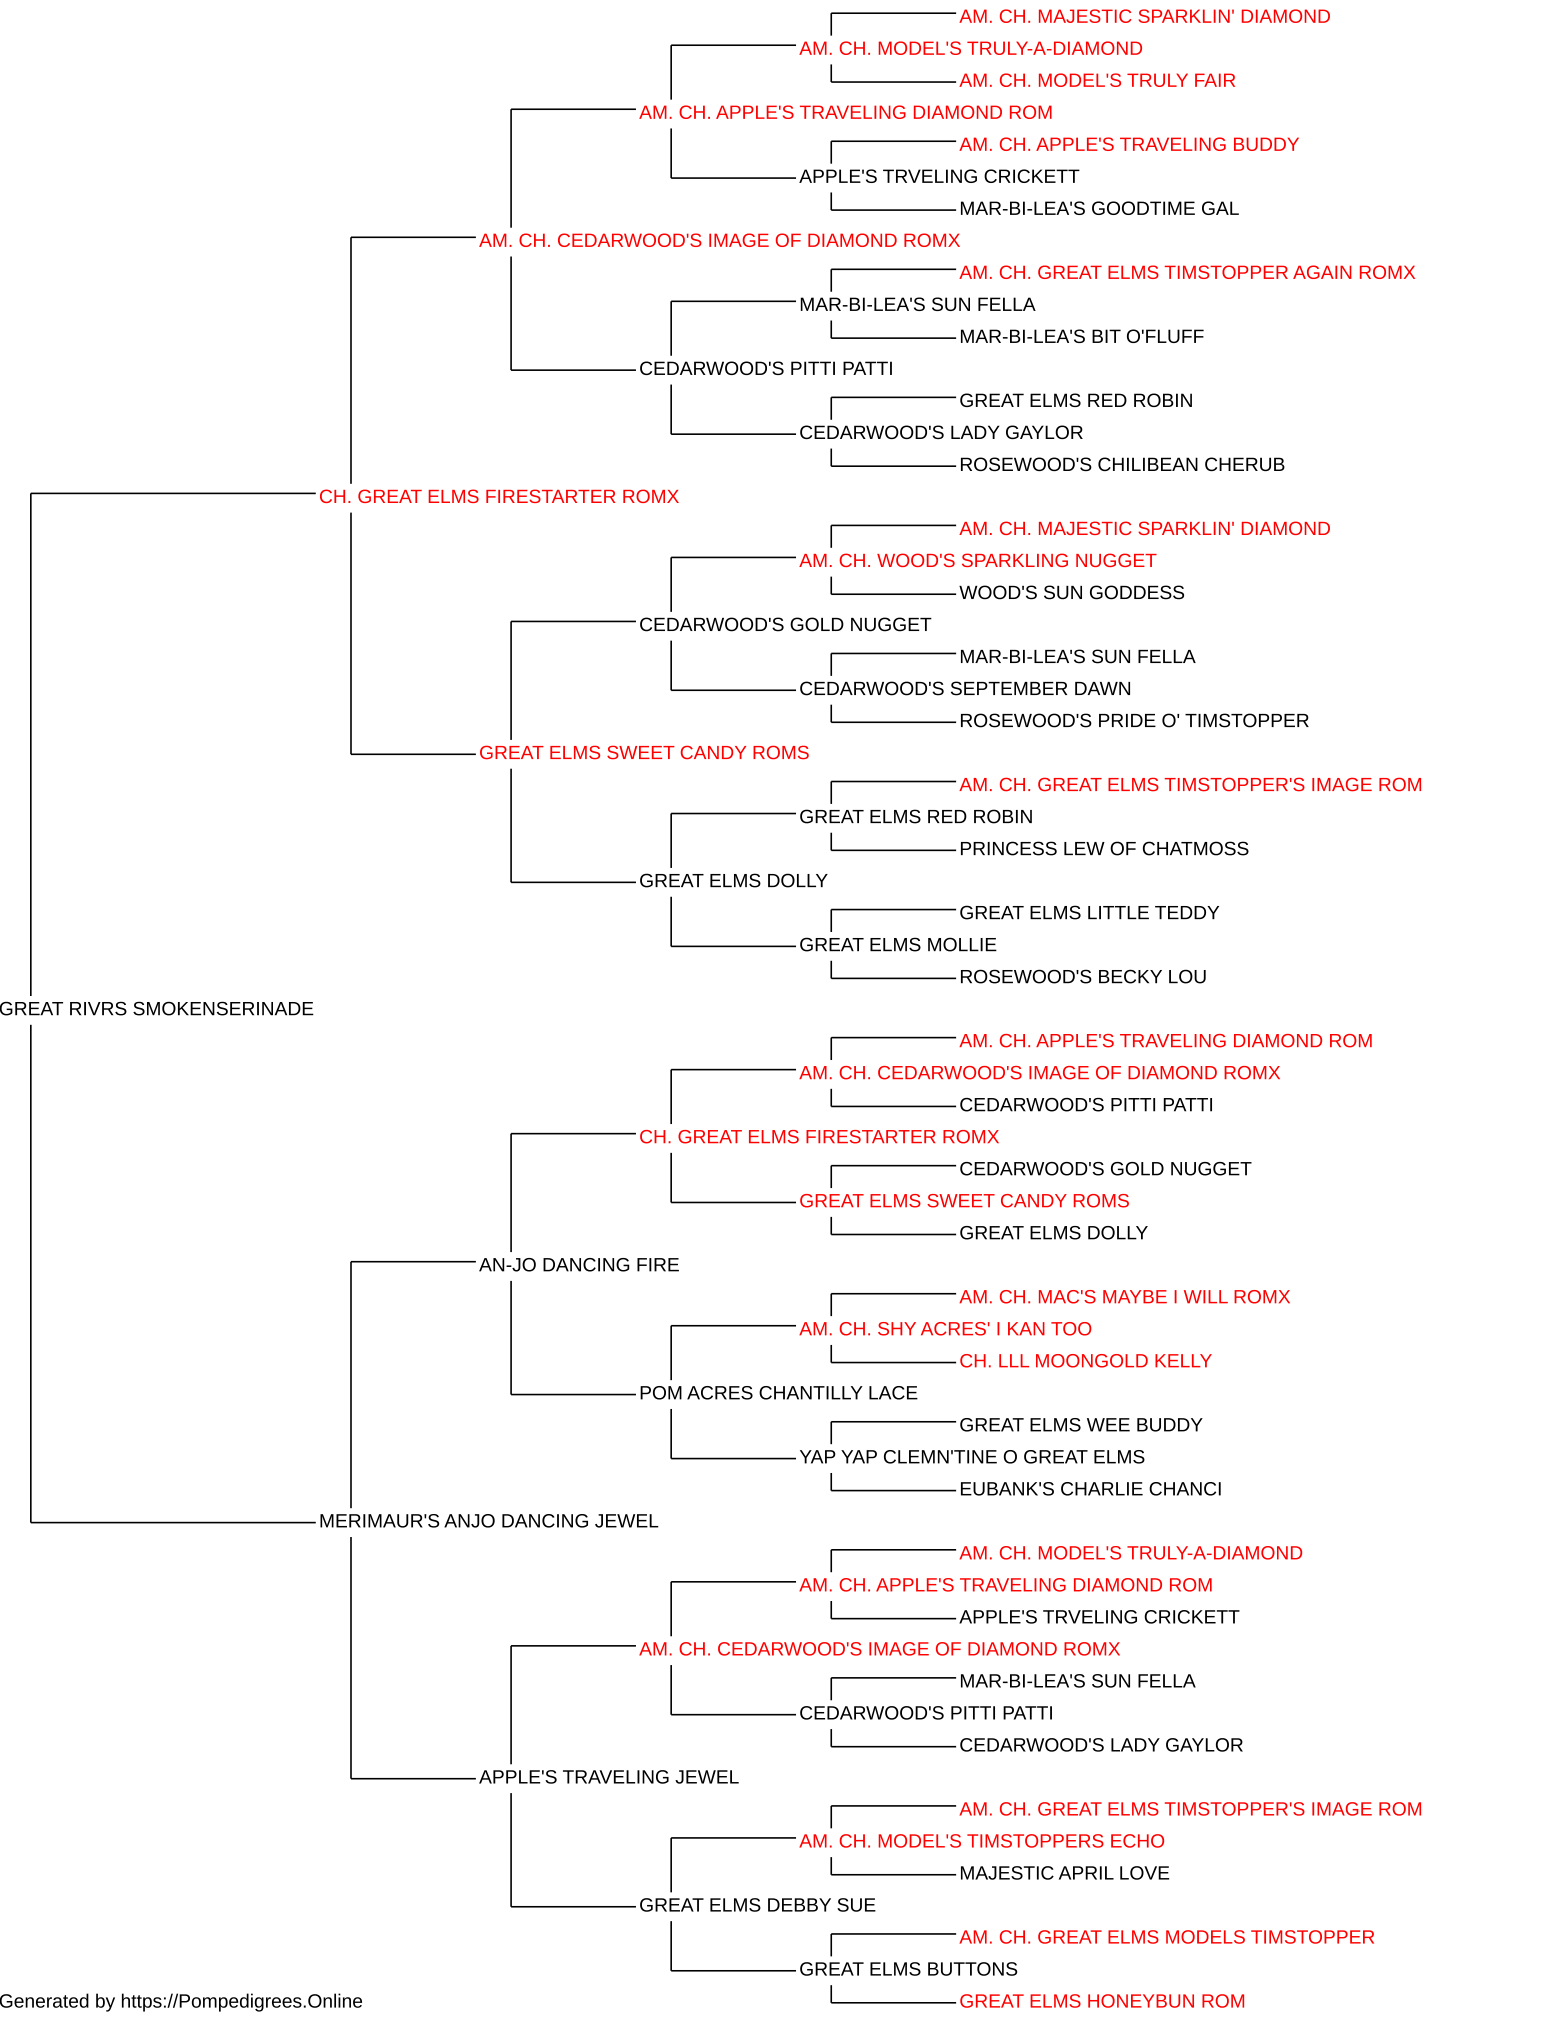 AM. CH. MAJESTIC SPARKLIN' DIAMOND
AM. CH. MODEL'S TRULY-A-DIAMOND
AM. CH. MODEL'S TRULY FAIR
AM. CH. APPLE'S TRAVELING DIAMOND ROM
AM. CH. APPLE'S TRAVELING BUDDY
APPLE'S TRVELING CRICKETT
MAR-BI-LEA'S GOODTIME GAL
AM. CH. CEDARWOOD'S IMAGE OF DIAMOND ROMX
AM. CH. GREAT ELMS TIMSTOPPER AGAIN ROMX
MAR-BI-LEA'S SUN FELLA
MAR-BI-LEA'S BIT O'FLUFF
CEDARWOOD'S PITTI PATTI
GREAT ELMS RED ROBIN
CEDARWOOD'S LADY GAYLOR
ROSEWOOD'S CHILIBEAN CHERUB
CH. GREAT ELMS FIRESTARTER ROMX
AM. CH. MAJESTIC SPARKLIN' DIAMOND
AM. CH. WOOD'S SPARKLING NUGGET
WOOD'S SUN GODDESS
CEDARWOOD'S GOLD NUGGET
MAR-BI-LEA'S SUN FELLA
CEDARWOOD'S SEPTEMBER DAWN
ROSEWOOD'S PRIDE O' TIMSTOPPER
GREAT ELMS SWEET CANDY ROMS
AM. CH. GREAT ELMS TIMSTOPPER'S IMAGE ROM
GREAT ELMS RED ROBIN
PRINCESS LEW OF CHATMOSS
GREAT ELMS DOLLY
GREAT ELMS LITTLE TEDDY
GREAT ELMS MOLLIE
ROSEWOOD'S BECKY LOU
GREAT RIVRS SMOKENSERINADE
AM. CH. APPLE'S TRAVELING DIAMOND ROM
AM. CH. CEDARWOOD'S IMAGE OF DIAMOND ROMX
CEDARWOOD'S PITTI PATTI
CH. GREAT ELMS FIRESTARTER ROMX
CEDARWOOD'S GOLD NUGGET
GREAT ELMS SWEET CANDY ROMS
GREAT ELMS DOLLY
AN-JO DANCING FIRE
AM. CH. MAC'S MAYBE I WILL ROMX
AM. CH. SHY ACRES' I KAN TOO
CH. LLL MOONGOLD KELLY
POM ACRES CHANTILLY LACE
GREAT ELMS WEE BUDDY
YAP YAP CLEMN'TINE O GREAT ELMS
EUBANK'S CHARLIE CHANCI
MERIMAUR'S ANJO DANCING JEWEL
AM. CH. MODEL'S TRULY-A-DIAMOND
AM. CH. APPLE'S TRAVELING DIAMOND ROM
APPLE'S TRVELING CRICKETT
AM. CH. CEDARWOOD'S IMAGE OF DIAMOND ROMX
MAR-BI-LEA'S SUN FELLA
CEDARWOOD'S PITTI PATTI
CEDARWOOD'S LADY GAYLOR
APPLE'S TRAVELING JEWEL
AM. CH. GREAT ELMS TIMSTOPPER'S IMAGE ROM
AM. CH. MODEL'S TIMSTOPPERS ECHO
MAJESTIC APRIL LOVE
GREAT ELMS DEBBY SUE
AM. CH. GREAT ELMS MODELS TIMSTOPPER
GREAT ELMS BUTTONS
GREAT ELMS HONEYBUN ROM
Generated by https://Pompedigrees.Online